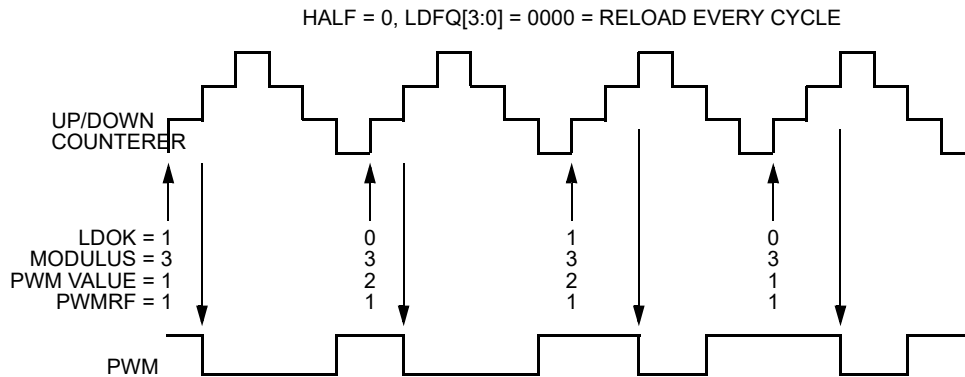 HALF = 0, LDFQ[3:0] = 0000 = RELOAD EVERY CYCLE
UP/DOWN
COUNTERER
LDOK = 1 0 1 0
MODULUS = 3 3 3 3
PWM VALUE = 1 2 2 1
PWMRF = 1 1 1 1
PWM